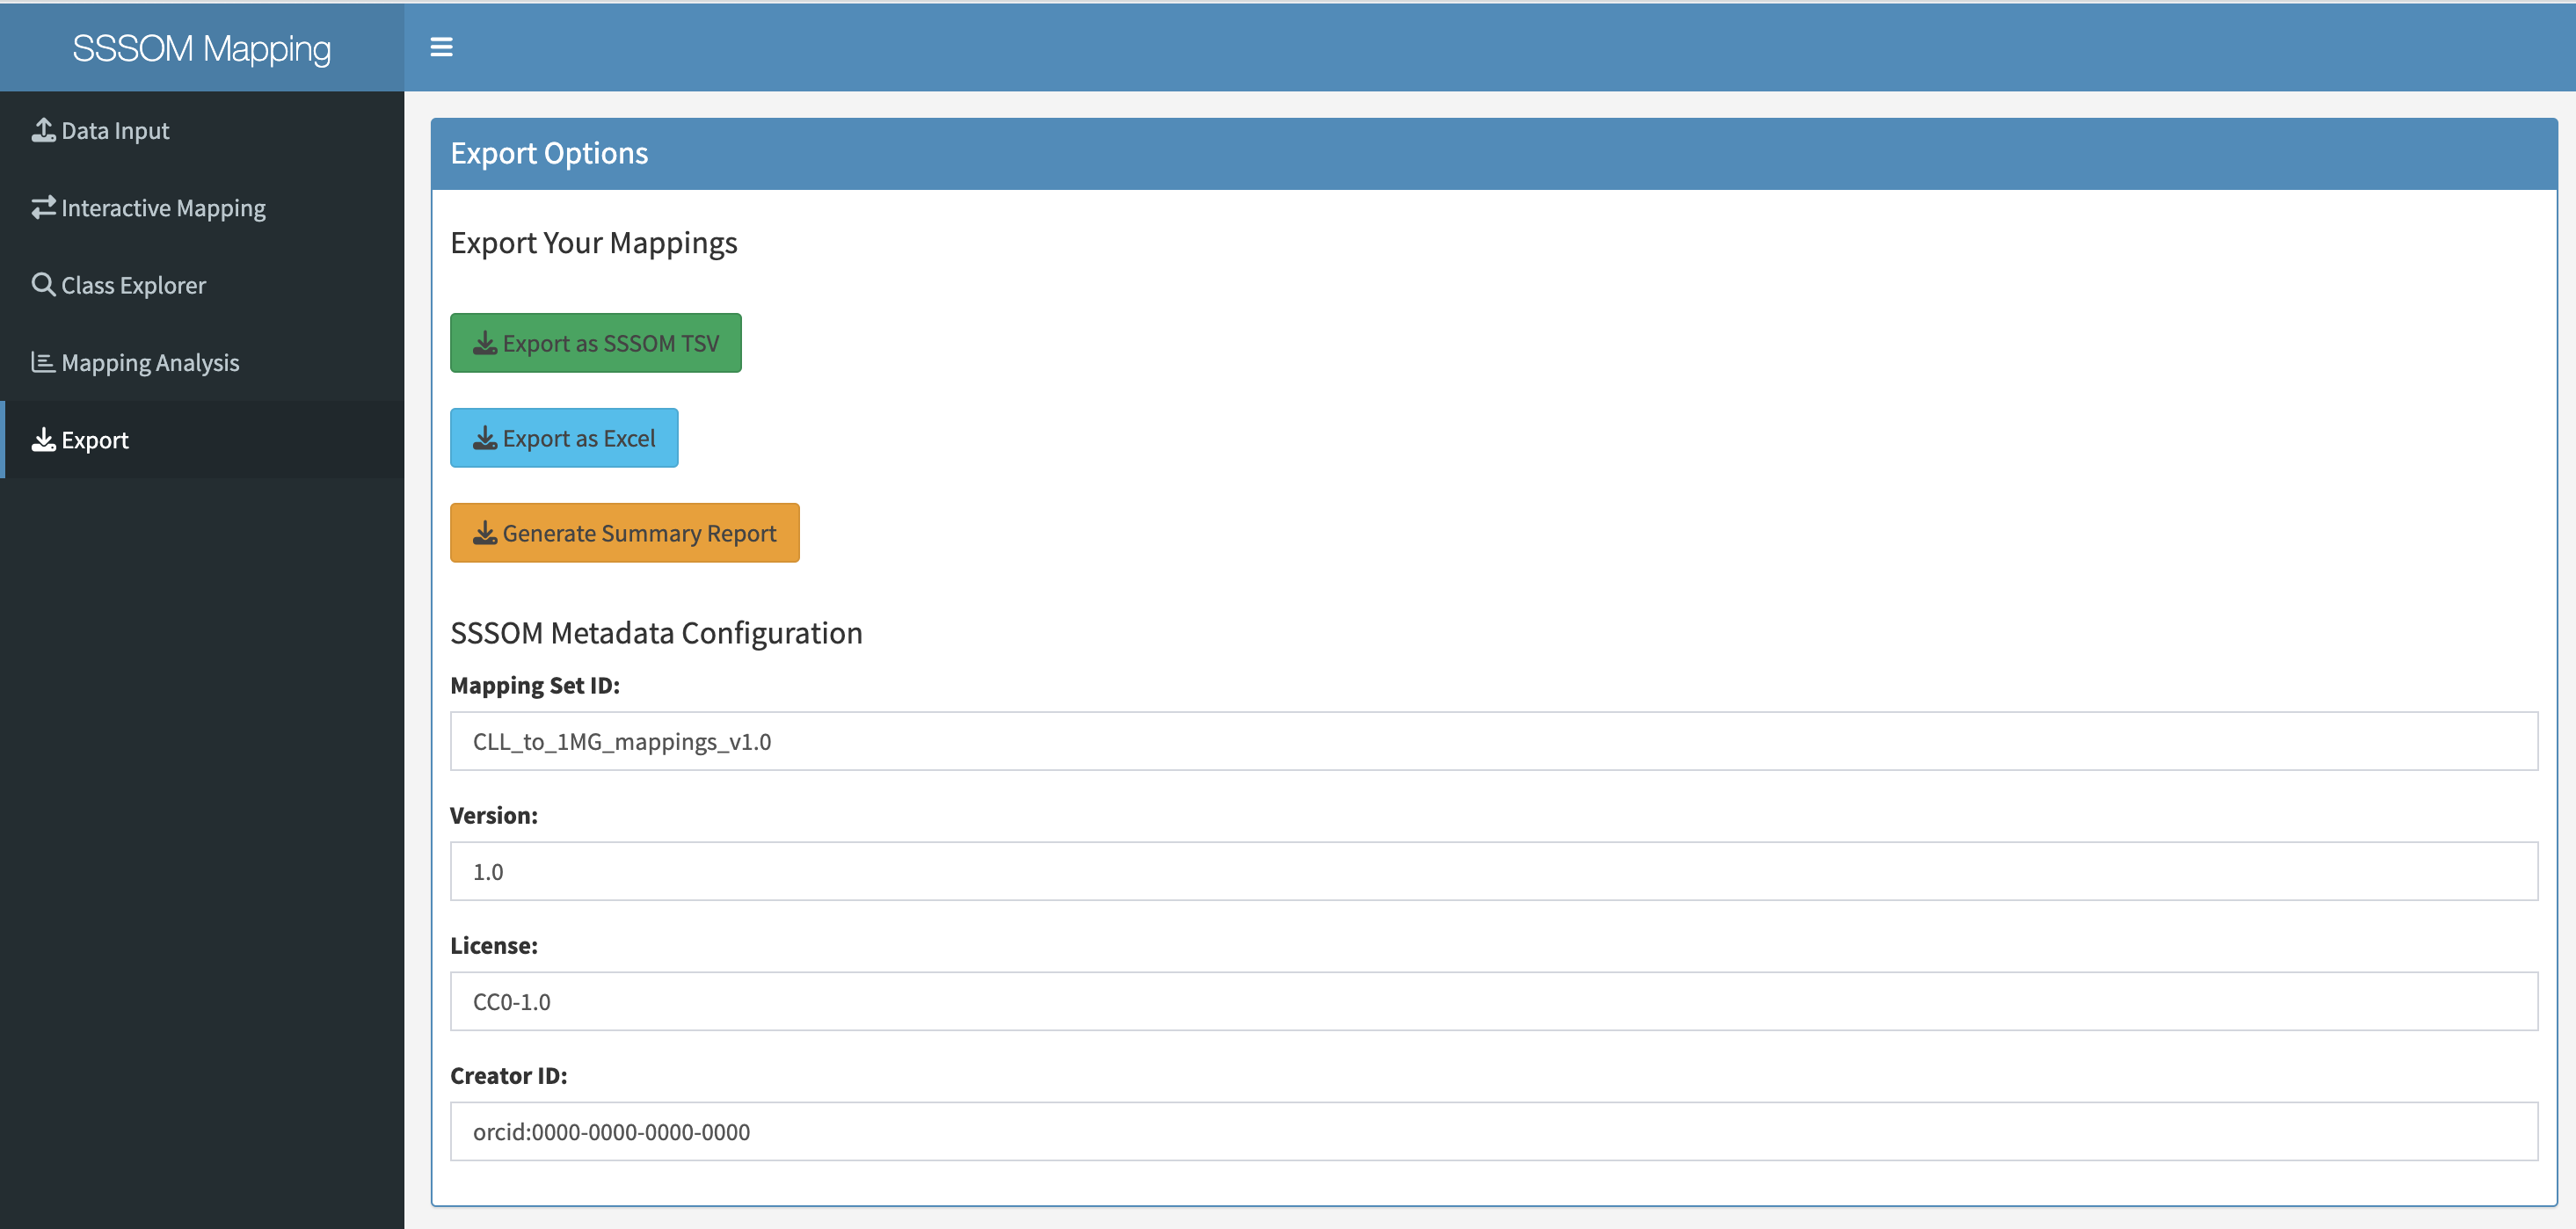 SSSOM Mapping
Data Input
Interactive Mapping
Class Explorer
Mapping Analysis
Export
Export Options
Export Your Mappings
Export as SSSOM TSV
Export as Excel
Generate Summary Report
SSSOM Metadata Configuration
Mapping Set ID:
CLL_to_1MG_mappings_v1.0
Version:
1.0
License:
CC0-1.0
Creator ID:
orcid:0000-0000-0000-0000